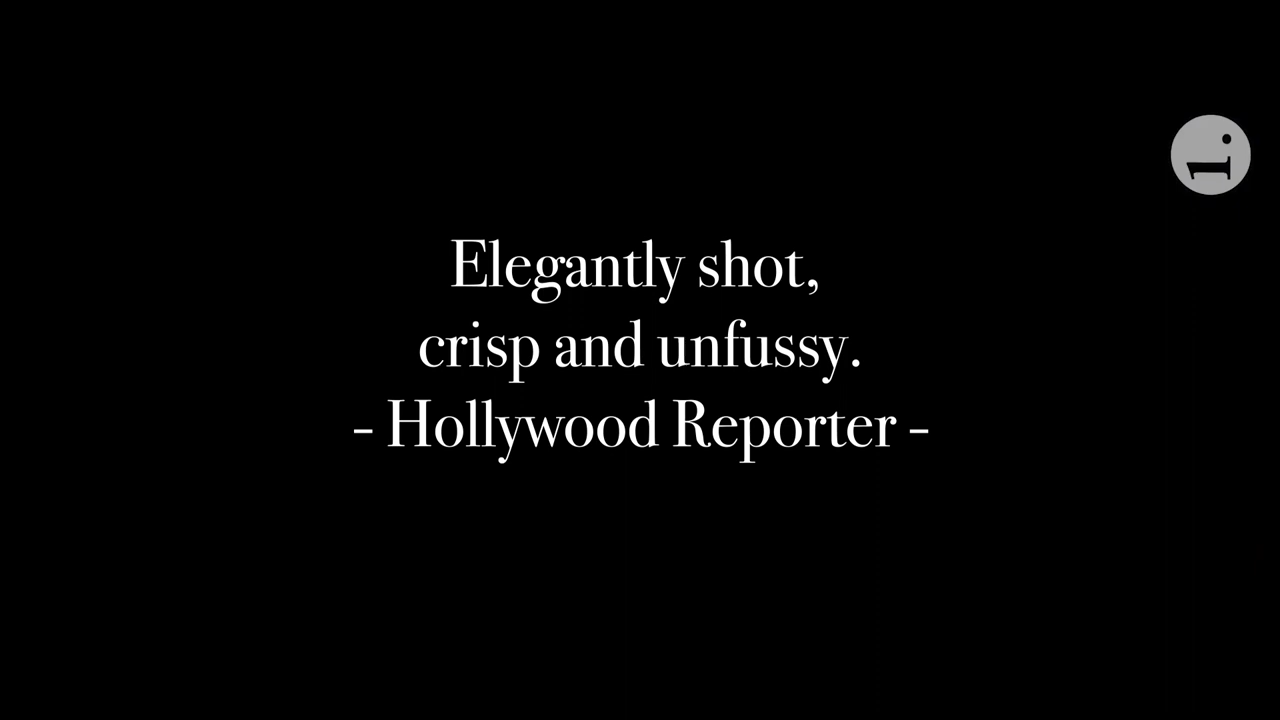 Elegantly shot,
crisp and unfussy.
- Hollywood Reporter -